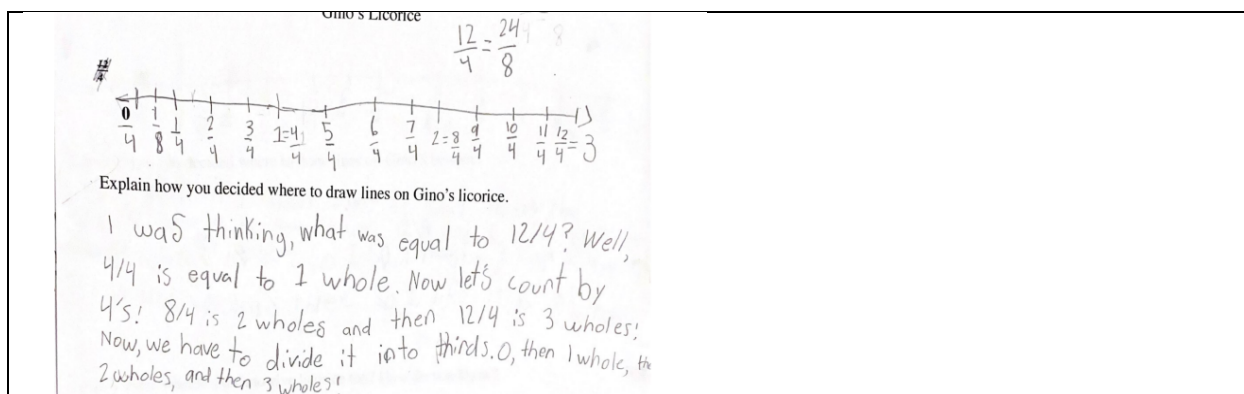 Gino's Licorice
12/4 = 24/8
0/4 1/8 1/4 2/4 3/4 1=4/4 5/4 6/4 7/4 2=8/4 9/4 10/4 11/4 12/4=3
Explain how you decided where to draw lines on Gino's licorice.
I was thinking, what was equal to 12/4? Well,
4/4 is equal to 1 whole. Now let's count by
4's! 8/4 is 2 wholes and then 12/4 is 3 wholes!
Now, we have to divide it into thirds. 0, then 1 whole, the
2 wholes, and then 3 wholes!